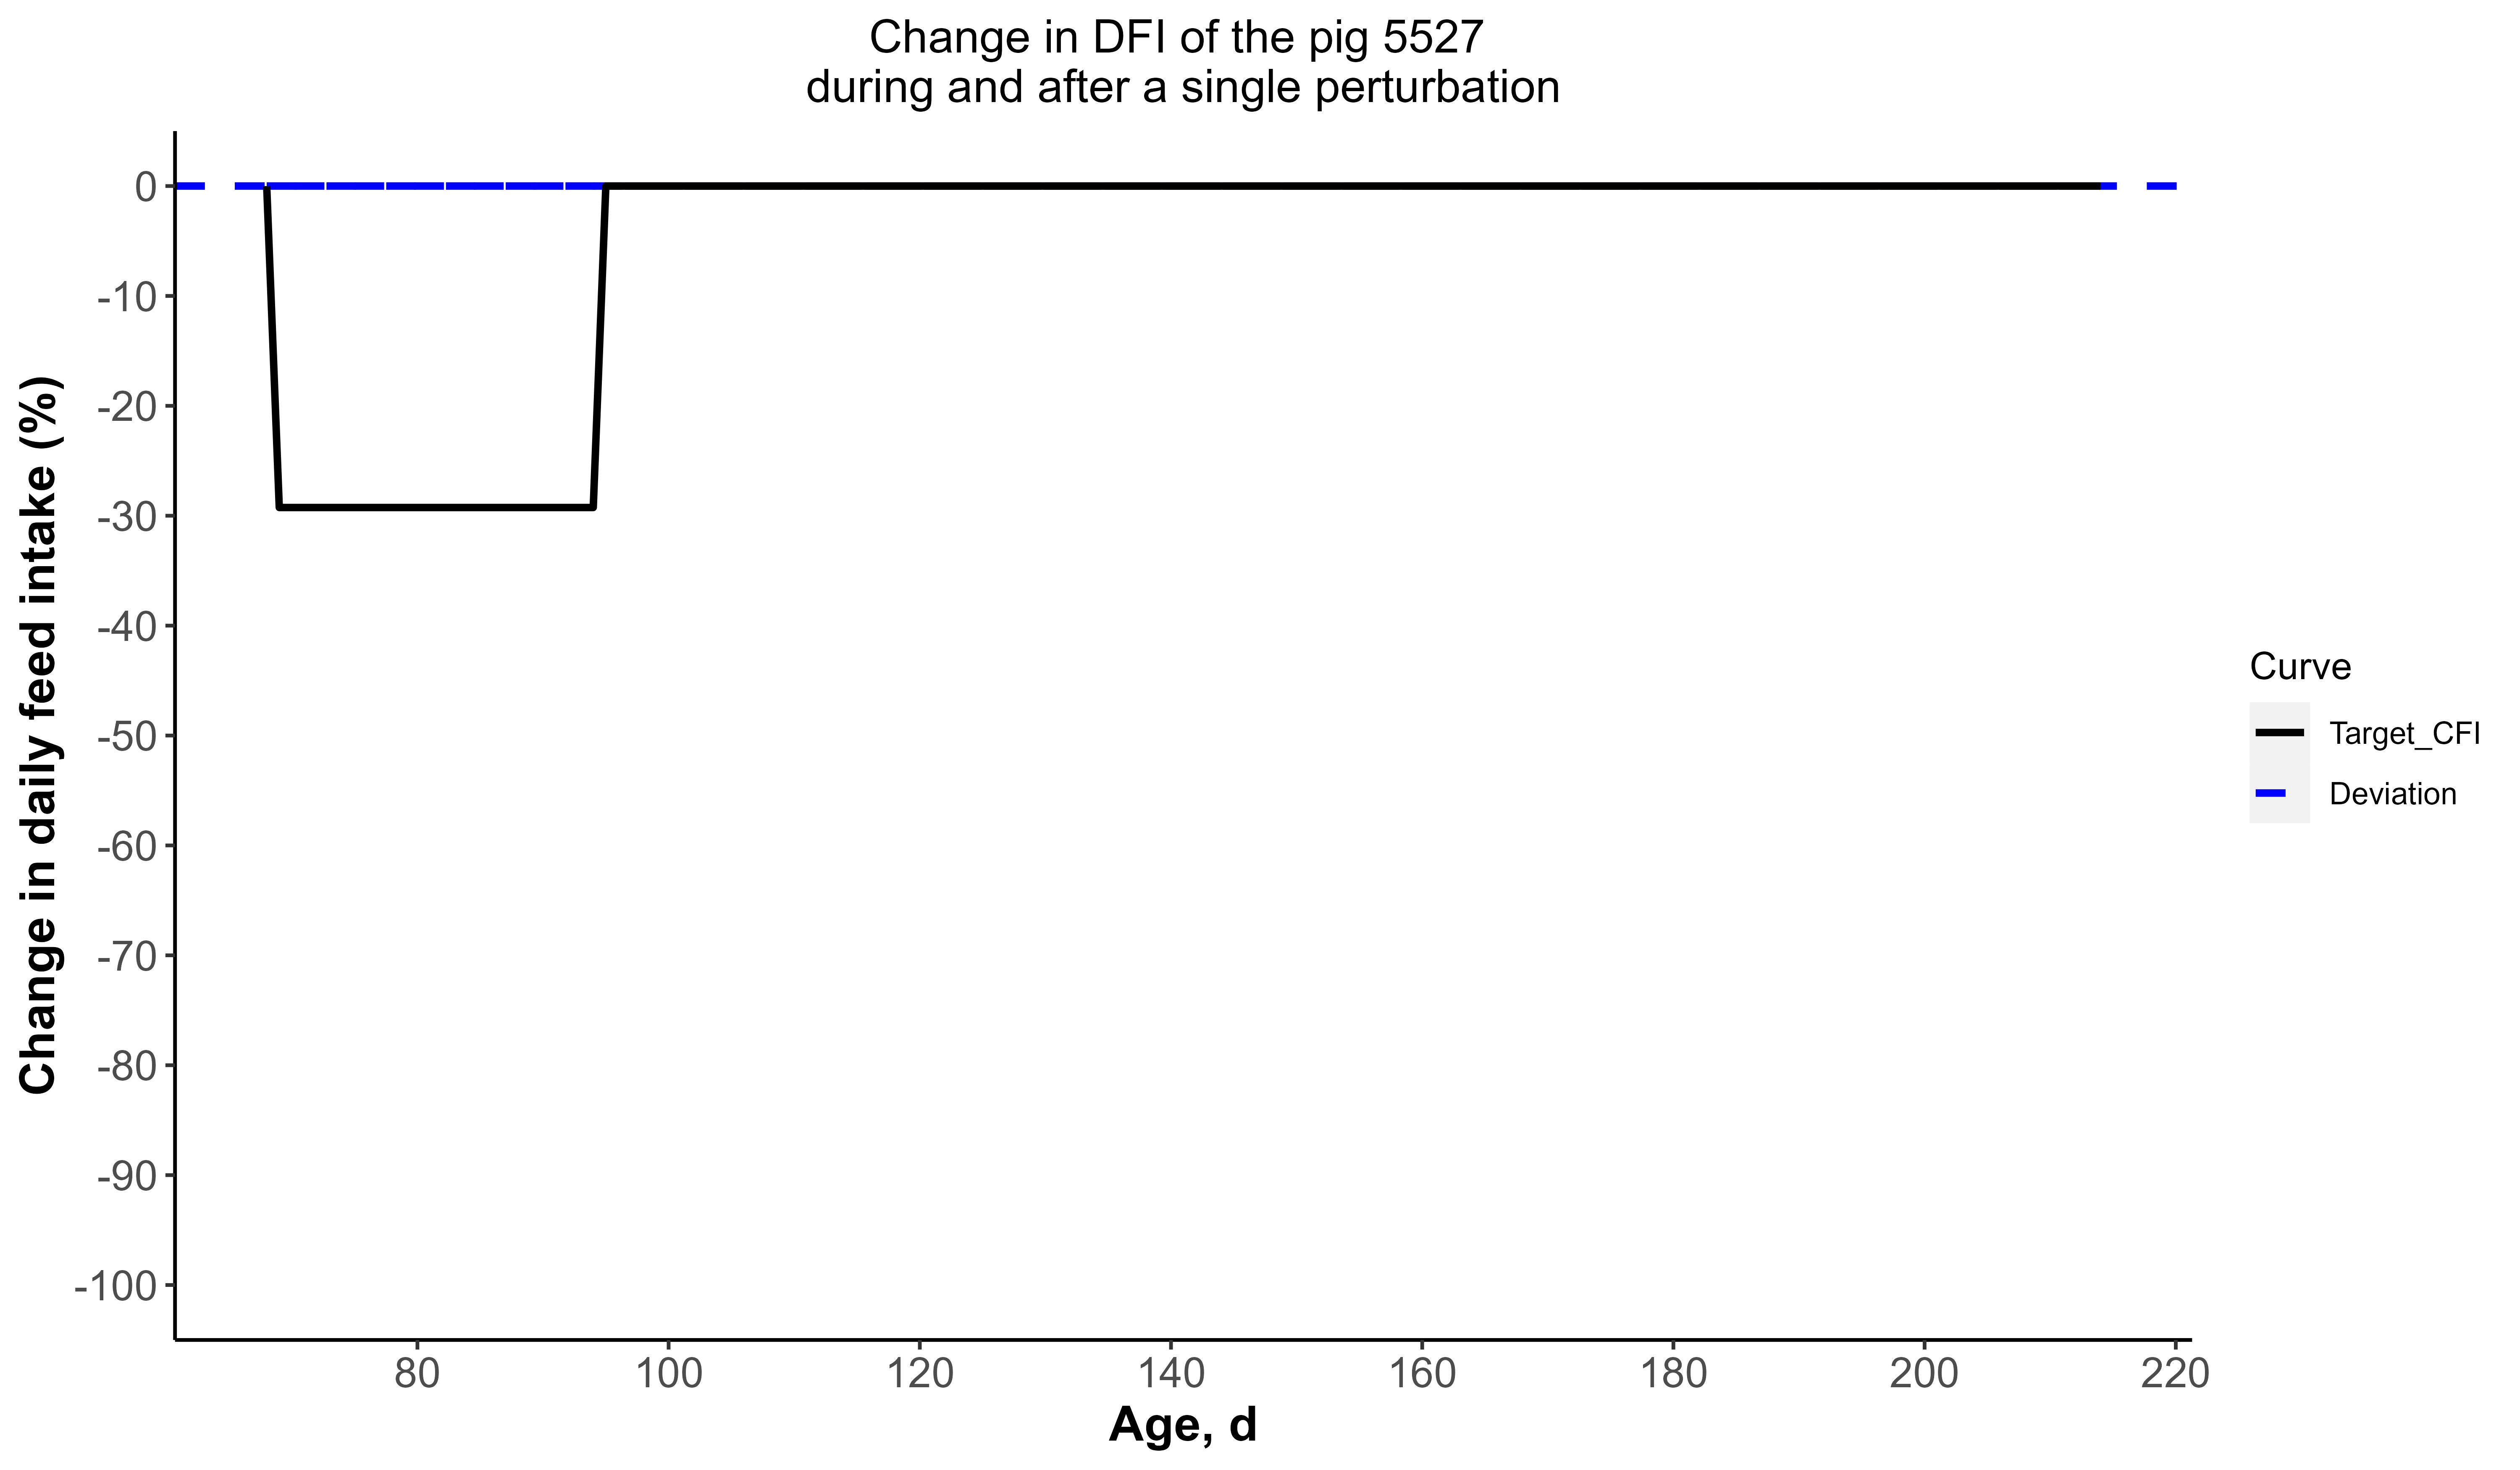 Change in DFI of the pig 5527
during and after a single perturbation
Change in daily feed intake (%)
0
-10
-20
-30
-40
-50
-60
-70
-80
-90
-100
80 100 120 140 160 180 200 220
Age, d
Curve
Target_CFI
Deviation